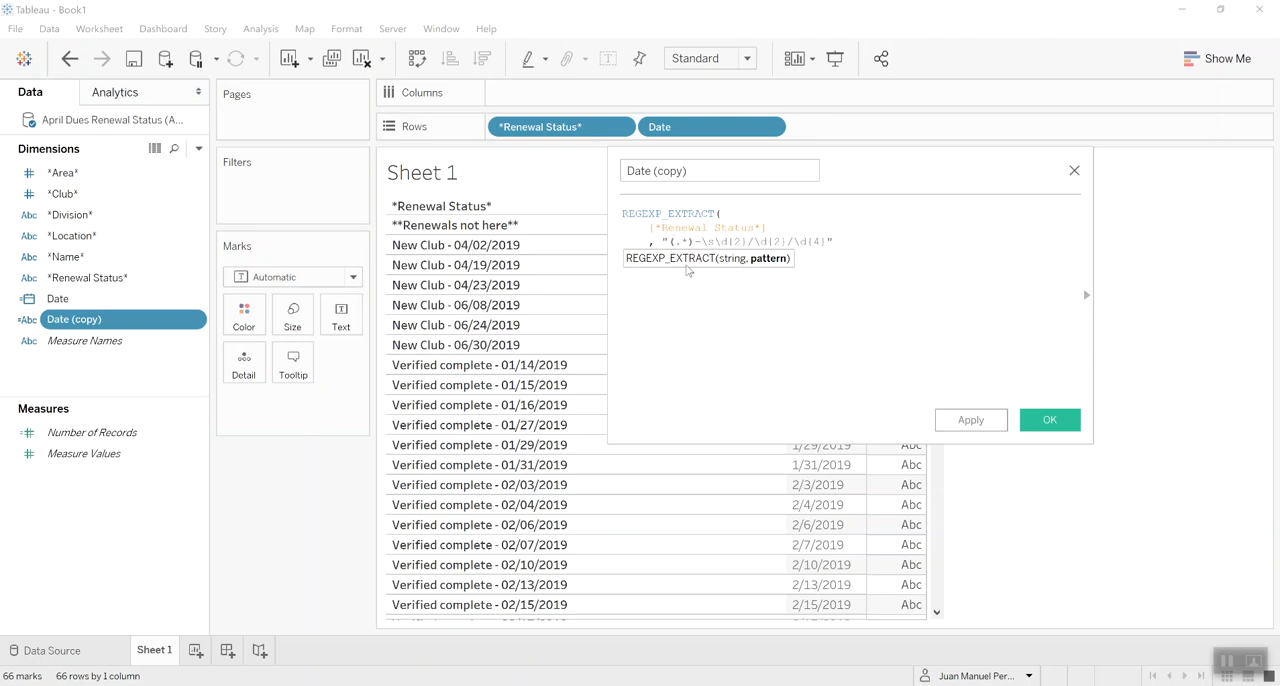 Tableau - Book1
File Data Worksheet Dashboard Story Analysis Map Format Server Window Help
Standard
Show Me
Data Analytics
April Dues Renewal Status (A...
Dimensions
*Area*
*Club*
Abc *Division*
Abc *Location*
Abc *Name*
Abc *Renewal Status*
Date
=Abc Date (copy)
Abc Measure Names
Measures
Number of Records
Measure Values
Pages
Filters
Marks
Automatic
Color Size Text
Detail Tooltip
Columns
Rows *Renewal Status* Date
Sheet 1
*Renewal Status*
**Renewals not here**
New Club - 04/02/2019
New Club - 04/19/2019
New Club - 04/23/2019
New Club - 06/08/2019
New Club - 06/24/2019
New Club - 06/30/2019
Verified complete - 01/14/2019
Verified complete - 01/15/2019
Verified complete - 01/16/2019
Verified complete - 01/27/2019
Verified complete - 01/29/2019 1/29/2019 Abc
Verified complete - 01/31/2019 1/31/2019 Abc
Verified complete - 02/03/2019 2/3/2019 Abc
Verified complete - 02/04/2019 2/4/2019 Abc
Verified complete - 02/06/2019 2/6/2019 Abc
Verified complete - 02/07/2019 2/7/2019 Abc
Verified complete - 02/10/2019 2/10/2019 Abc
Verified complete - 02/13/2019 2/13/2019 Abc
Verified complete - 02/15/2019 2/15/2019 Abc
Date (copy)
REGEXP_EXTRACT(
[*Renewal Status*]
, "(.*)-\s\d{2}/\d{2}/\d{4}"
REGEXP_EXTRACT(string, pattern)
Apply OK
Data Source Sheet 1
66 marks 66 rows by 1 column
Juan Manuel Per...